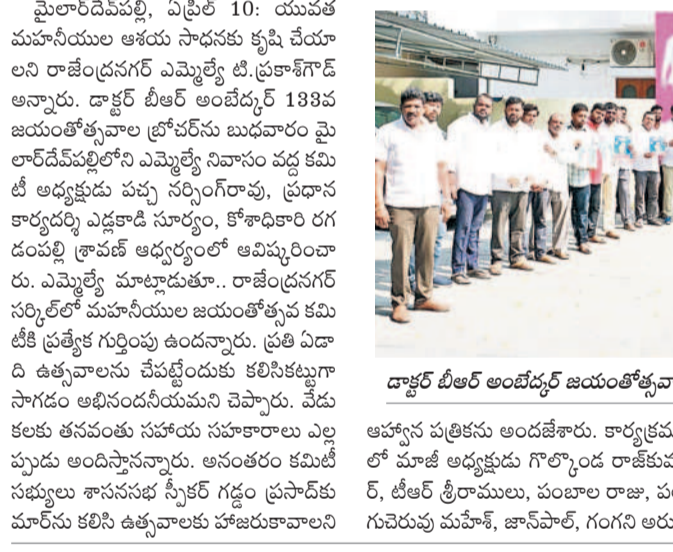 మైలార్‌దేవ్‌పల్లి, ఏప్రిల్ 10: యువత
మహనీయుల ఆశయ సాధనకు కృషి చేయా
లని రాజేంద్రనగర్ ఎమ్మెల్యే టి.ప్రకాశ్‌గౌడ్
అన్నారు. డాక్టర్ బీఆర్ అంబేద్కర్ 133వ
జయంతోత్సవాల బ్రోచర్‌ను బుధవారం మై
లార్‌దేవ్‌పల్లిలోని ఎమ్మెల్యే నివాసం వద్ద కమి
టీ అధ్యక్షుడు పచ్చ నర్సింగ్‌రావు, ప్రధాన
కార్యదర్శి ఎడ్లకాడి సూర్యం, కోశాధికారి రగ
డంపల్లి శ్రావణ్ ఆధ్వర్యంలో ఆవిష్కరించా
రు. ఎమ్మెల్యే మాట్లాడుతూ.. రాజేంద్రనగర్
సర్కిల్‌లో మహనీయుల జయంతోత్సవ కమి
టీకి ప్రత్యేక గుర్తింపు ఉందన్నారు. ప్రతి ఏడా
ది ఉత్సవాలను చేపట్టేందుకు కలిసికట్టుగా
సాగడం అభినందనీయమని చెప్పారు. వేడు
కలకు తనవంతు సహాయ సహకారాలు ఎల్ల
ప్పుడు అందిస్తానన్నారు. అనంతరం కమిటీ
సభ్యులు శాసనసభ స్పీకర్ గడ్డం ప్రసాద్‌కు
మార్‌ను కలిసి ఉత్సవాలకు హాజరుకావాలని
డాక్టర్ బీఆర్ అంబేద్కర్ జయంతోత్సవా
ఆహ్వాన పత్రికను అందజేశారు. కార్యక్రమ
లో మాజీ అధ్యక్షుడు గొల్కొండ రాజ్‌కుమ
ర్, టీఆర్ శ్రీరాములు, పంబాల రాజు, ప
గుచెరువు మహేశ్, జాన్‌పాల్, గంగని అరు